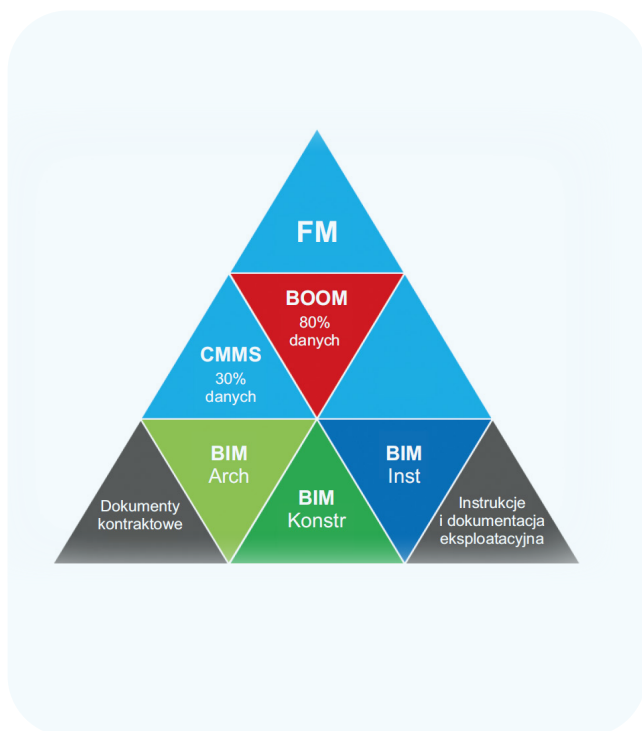 FM
BOOM
80%
danych
CMMS
30%
danych
BIM
Arch
BIM
Konstr
BIM
Inst
Dokumenty
kontraktowe
Instrukcje
i dokumentacja
eksploatacyjna